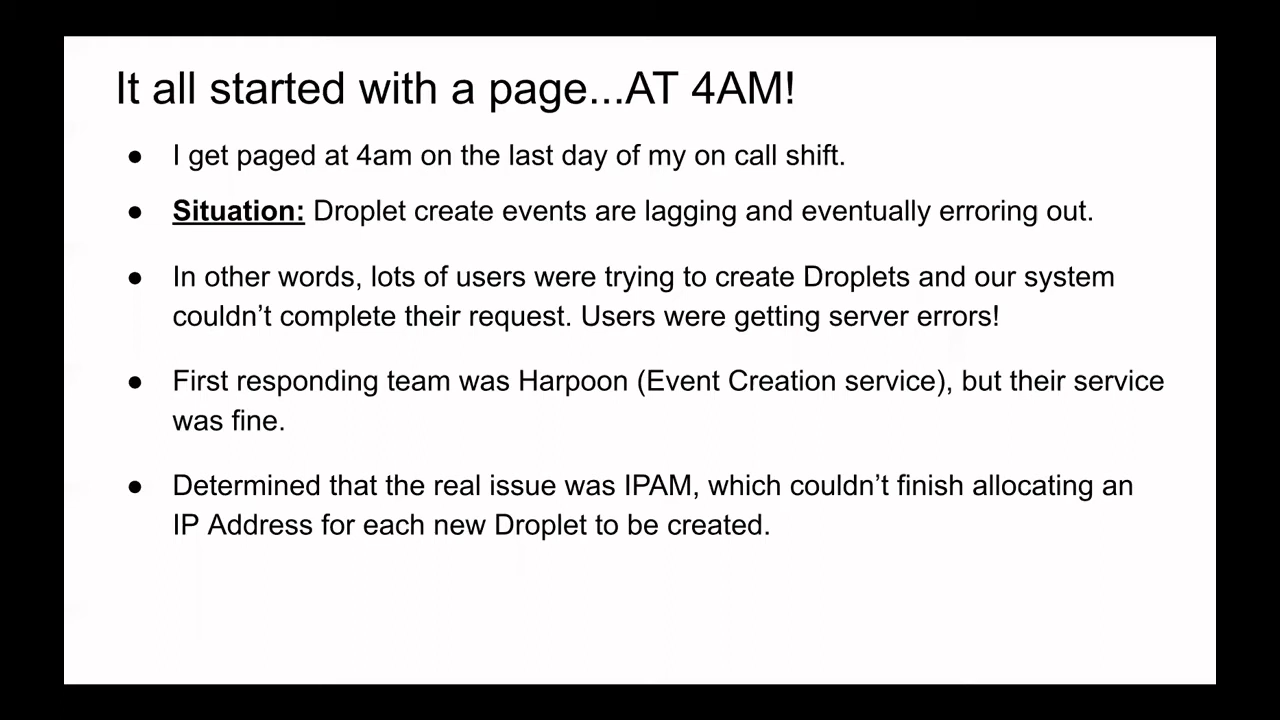 It all started with a page...AT 4AM!
● I get paged at 4am on the last day of my on call shift.
● Situation: Droplet create events are lagging and eventually erroring out.
● In other words, lots of users were trying to create Droplets and our system
couldn’t complete their request. Users were getting server errors!
● First responding team was Harpoon (Event Creation service), but their service
was fine.
● Determined that the real issue was IPAM, which couldn’t finish allocating an
IP Address for each new Droplet to be created.